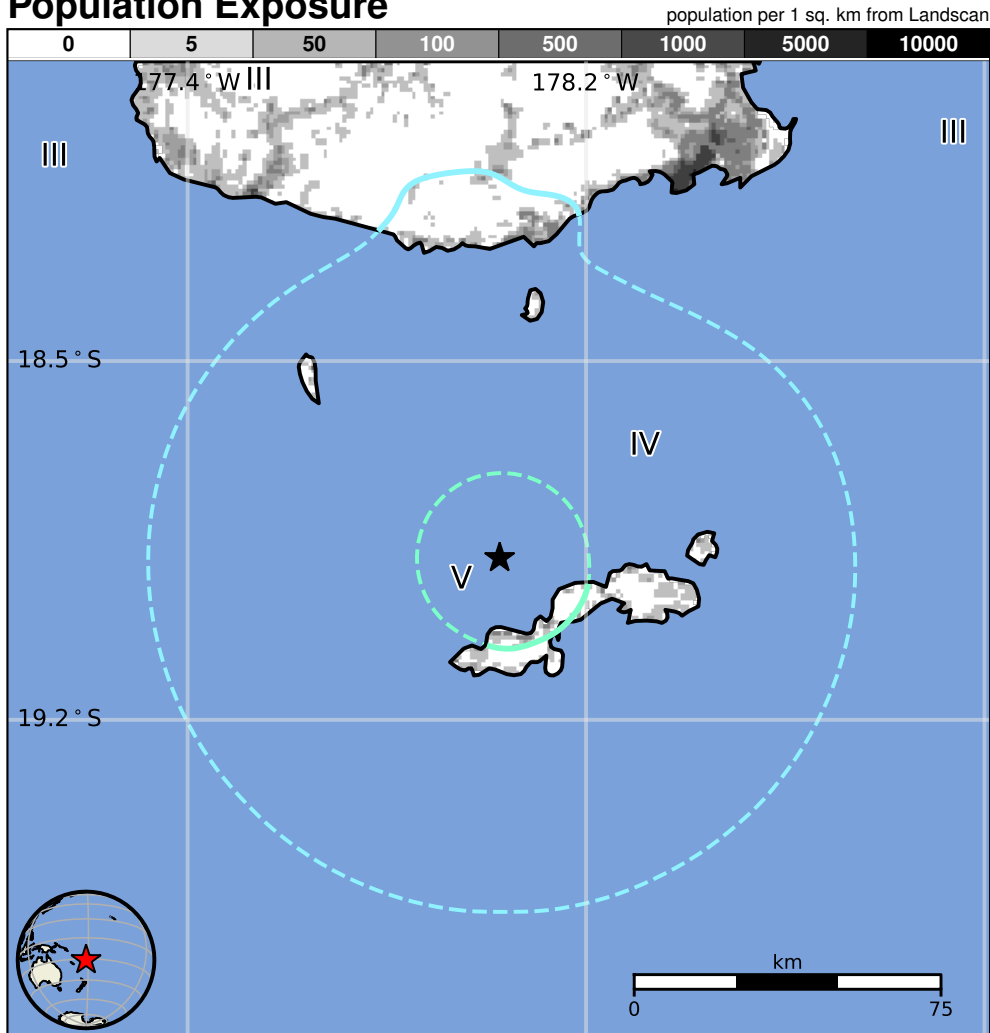 Population Exposure
population per 1 sq. km from Landscan
0 5 50 100 500 1000 5000 10000
177.4°W III 178.2°W
III
III
18.5°S
IV
V
19.2°S
km
0 75